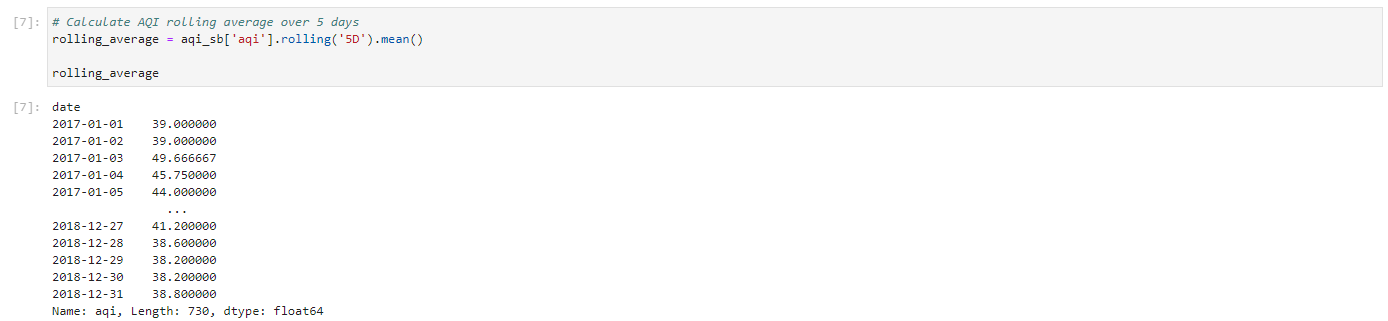 [7]: # Calculate AQI rolling average over 5 days
rolling_average = aqi_sb['aqi'].rolling('5D').mean()
rolling_average
[7]: date
2017-01-01    39.000000
2017-01-02    39.000000
2017-01-03    49.666667
2017-01-04    45.750000
2017-01-05    44.000000
...
2018-12-27    41.200000
2018-12-28    38.600000
2018-12-29    38.200000
2018-12-30    38.200000
2018-12-31    38.800000
Name: aqi, Length: 730, dtype: float64